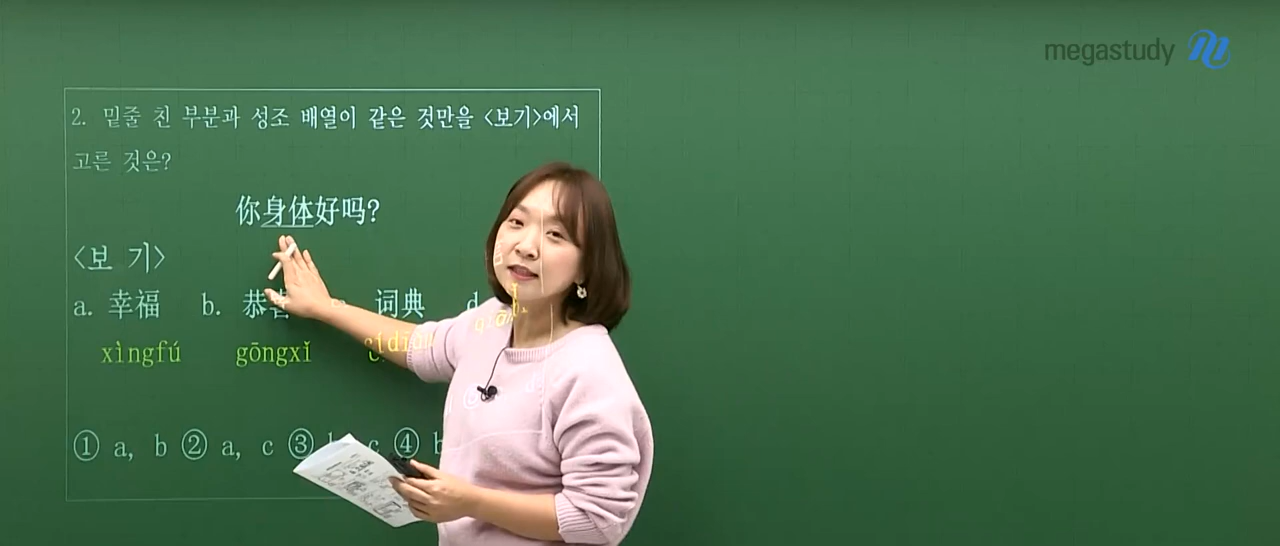 megastudy
2. 밑줄 친 부분과 성조 배열이 같은 것만을 <보기>에서
고른 것은?
你身体好吗?
<보 기>
a. 幸福 b. 恭喜 词典 d
xìngfú gōngxǐ cídiǎn
① a, b ② a, c ③ c ④ b